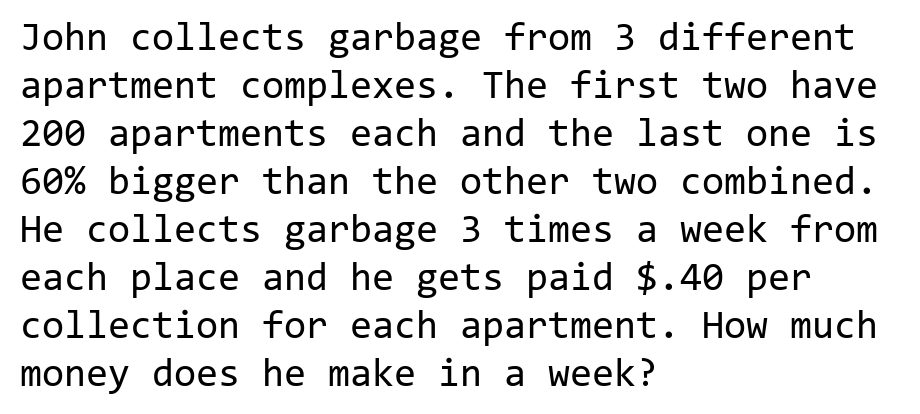 John collects garbage from 3 different
apartment complexes. The first two have
200 apartments each and the last one is
60% bigger than the other two combined.
He collects garbage 3 times a week from
each place and he gets paid $.40 per
collection for each apartment. How much
money does he make in a week?